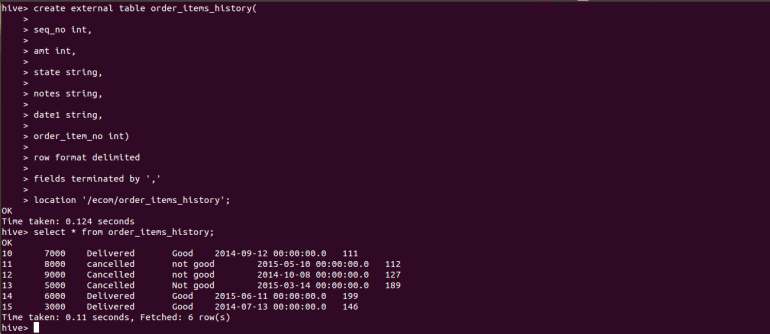 hive> create external table order_items_history(
>
> seq_no int,
>
> amt int,
>
> state string,
>
> notes string,
>
> date1 string,
>
> order_item_no int)
>
> row format delimited
>
> fields terminated by ','
>
> location '/ecom/order_items_history';
OK
Time taken: 0.124 seconds
hive> select * from order_items_history;
OK
10 7000 Delivered Good 2014-09-12 00:00:00.0 111
11 8000 cancelled not good 2015-05-10 00:00:00.0 112
12 9000 Cancelled not good 2014-10-08 00:00:00.0 127
13 5000 Cancelled Not good 2015-03-14 00:00:00.0 189
14 6000 Delivered Good 2015-06-11 00:00:00.0 199
15 3000 Delivered Good 2014-07-13 00:00:00.0 146
Time taken: 0.11 seconds, Fetched: 6 row(s)
hive>